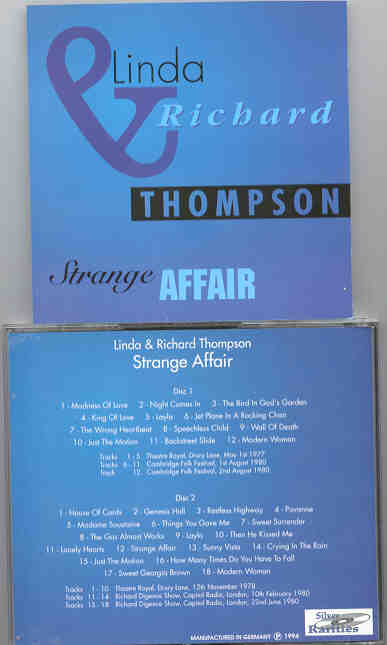 &
Linda
Richard
THOMPSON
Strange AFFAIR
Linda & Richard Thompson
Strange Affair
Disc 1
1 - Madness Of Love 2 - Night Comes In 3 - The Bird In God's Garden
4 - King Of Love 5 - Layla 6 - Jet Plane In A Rocking Chair
7 - The Wrong Heartbeat 8 - Speechless Child 9 - Wall Of Death
10 - Just The Motion 11 - Backstreet Slide 12 - Modern Woman
Tracks 1 - 5 Theatre Royal, Drury Lane, May 1st 1977
Tracks 6 - 11 Cambridge Folk Festival, 1st August 1980
Track 12 Cambridge Folk Festival, 2nd August 1980
Disc 2
1 - House Of Cards 2 - Genesis Hall 3 - Restless Highway 4 - Pavanne
5 - Madame Soustaine 6 - Things You Gave Me 7 - Sweet Surrender
8 - The Gas Almost Works 9 - Layla 10 - Then He Kissed Me
11 - Lonely Hearts 12 - Strange Affair 13 - Sunny Vista 14 - Crying In The Rain
15 - Just The Motion 16 - How Many Times Do You Have To Fall
17 - Sweet Georgia Brown 18 - Modern Woman
Tracks 1 - 10 Theatre Royal, Drury Lane, 12th November 1978
Tracks 11 - 14 Richard Digence Show, Capitol Radio, London, 10th February 1980
Tracks 15 - 18 Richard Digence Show, Capitol Radio, London, 22nd June 1980
MANUFACTURED IN GERMANY ℗ 1994
Silver
Rarities